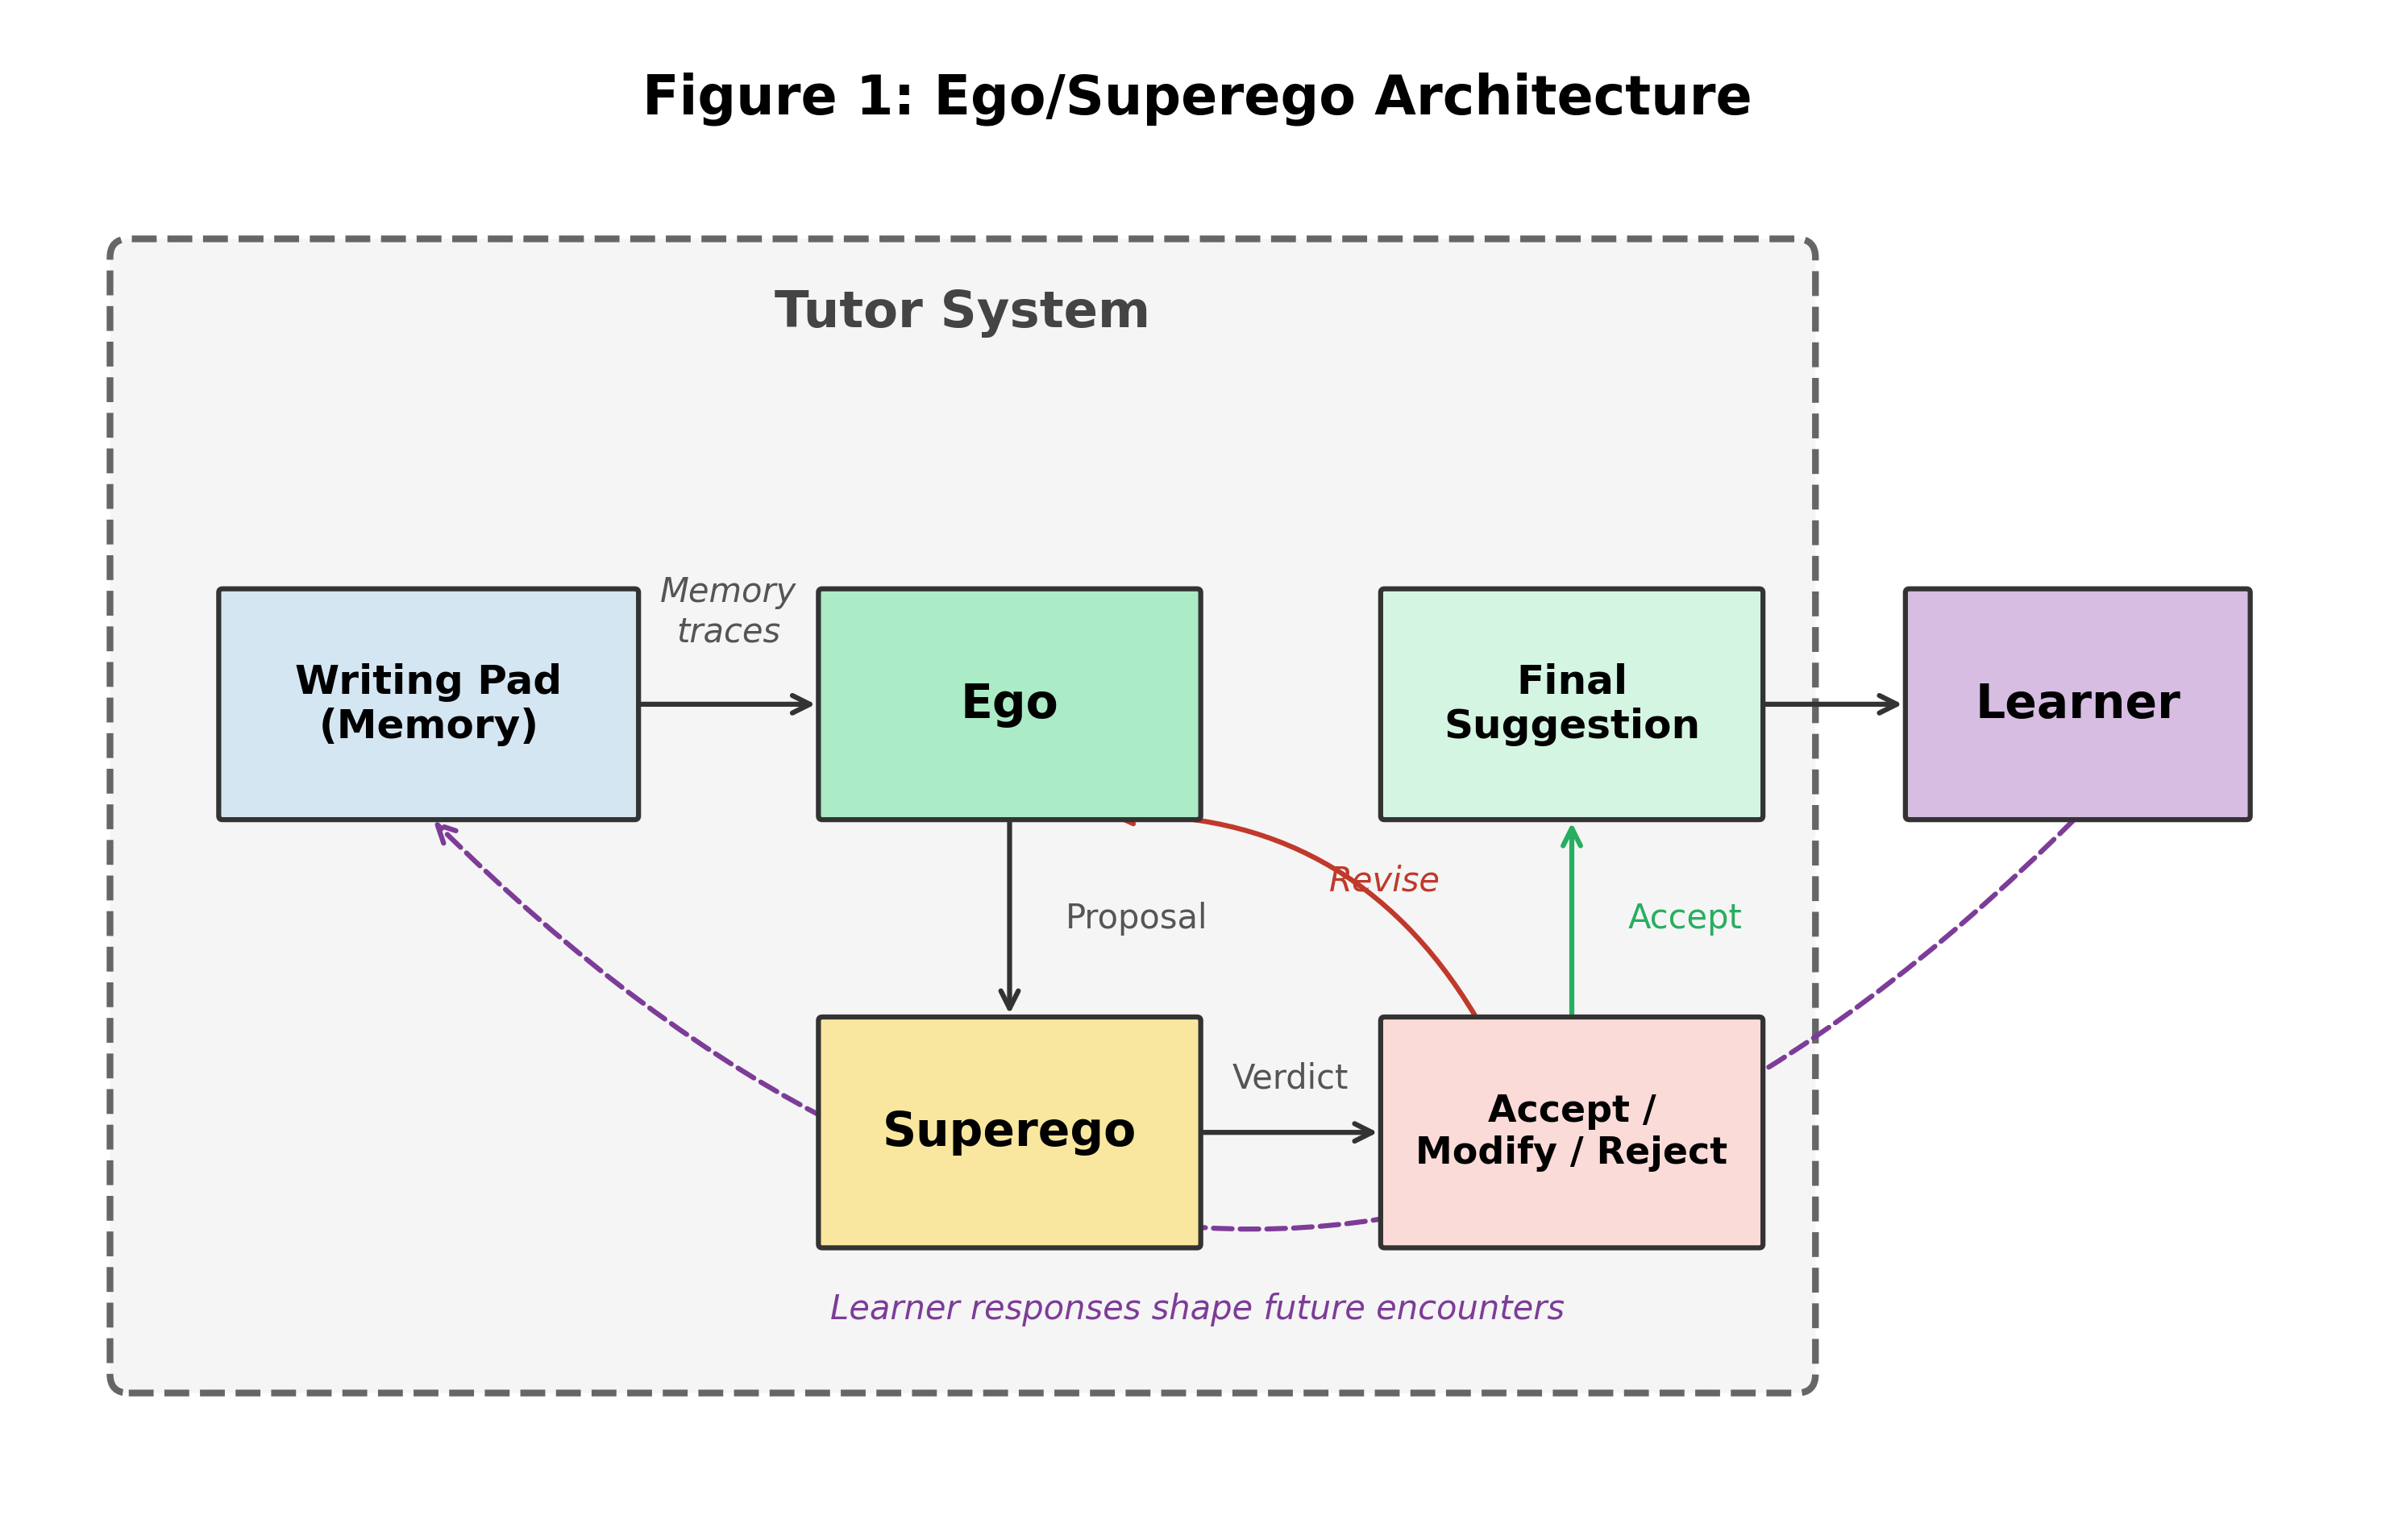 Figure 1: Ego/Superego Architecture
Tutor System
Memory
traces
Writing Pad
(Memory)
Ego
Final
Suggestion
Learner
Revise
Proposal
Accept
Verdict
Superego
Accept /
Modify / Reject
Learner responses shape future encounters